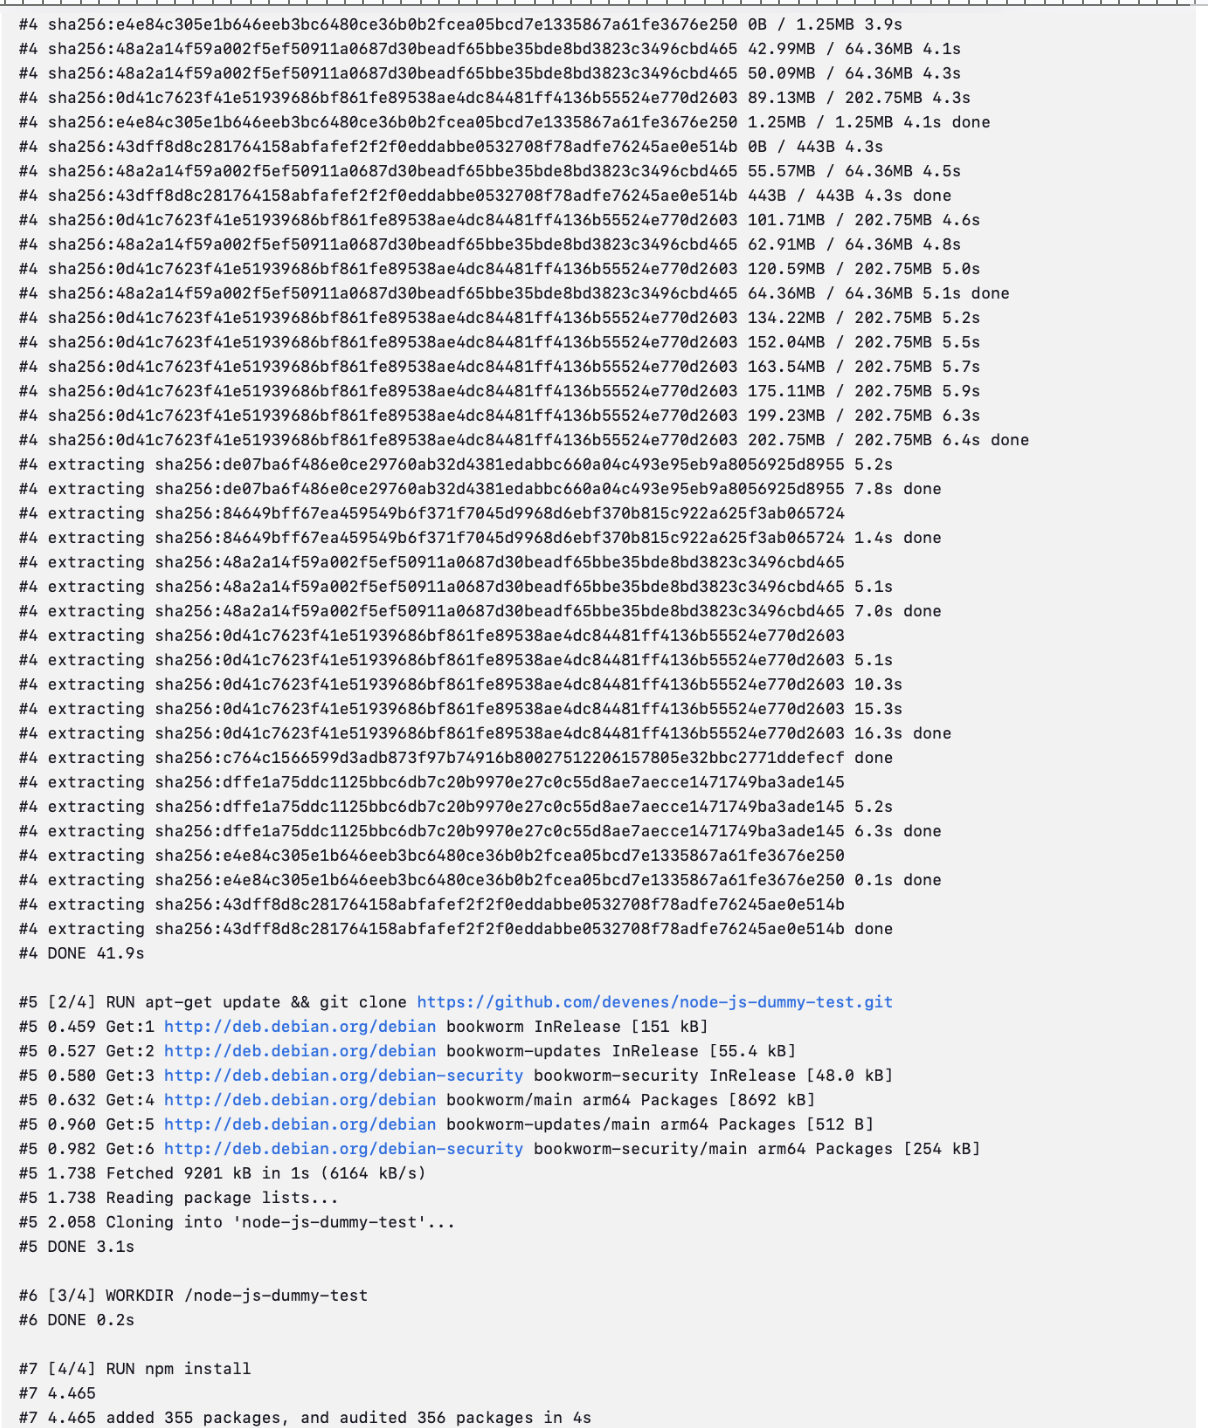 #4 sha256:e4e84c305e1b646eeb3bc6480ce36b0b2fcea05bcd7e1335867a61fe3676e250 0B / 1.25MB 3.9s
#4 sha256:48a2a14f59a002f5ef50911a0687d30beadf65bbe35bde8bd3823c3496cbd465 42.99MB / 64.36MB 4.1s
#4 sha256:48a2a14f59a002f5ef50911a0687d30beadf65bbe35bde8bd3823c3496cbd465 50.09MB / 64.36MB 4.3s
#4 sha256:0d41c7623f41e51939686bf861fe89538ae4dc84481ff4136b55524e770d2603 89.13MB / 202.75MB 4.3s
#4 sha256:e4e84c305e1b646eeb3bc6480ce36b0b2fcea05bcd7e1335867a61fe3676e250 1.25MB / 1.25MB 4.1s done
#4 sha256:43dff8d8c281764158abfafef2f2f0eddabbe0532708f78adfe76245ae0e514b 0B / 443B 4.3s
#4 sha256:48a2a14f59a002f5ef50911a0687d30beadf65bbe35bde8bd3823c3496cbd465 55.57MB / 64.36MB 4.5s
#4 sha256:43dff8d8c281764158abfafef2f2f0eddabbe0532708f78adfe76245ae0e514b 443B / 443B 4.3s done
#4 sha256:0d41c7623f41e51939686bf861fe89538ae4dc84481ff4136b55524e770d2603 101.71MB / 202.75MB 4.6s
#4 sha256:48a2a14f59a002f5ef50911a0687d30beadf65bbe35bde8bd3823c3496cbd465 62.91MB / 64.36MB 4.8s
#4 sha256:0d41c7623f41e51939686bf861fe89538ae4dc84481ff4136b55524e770d2603 120.59MB / 202.75MB 5.0s
#4 sha256:48a2a14f59a002f5ef50911a0687d30beadf65bbe35bde8bd3823c3496cbd465 64.36MB / 64.36MB 5.1s done
#4 sha256:0d41c7623f41e51939686bf861fe89538ae4dc84481ff4136b55524e770d2603 134.22MB / 202.75MB 5.2s
#4 sha256:0d41c7623f41e51939686bf861fe89538ae4dc84481ff4136b55524e770d2603 152.04MB / 202.75MB 5.5s
#4 sha256:0d41c7623f41e51939686bf861fe89538ae4dc84481ff4136b55524e770d2603 163.54MB / 202.75MB 5.7s
#4 sha256:0d41c7623f41e51939686bf861fe89538ae4dc84481ff4136b55524e770d2603 175.11MB / 202.75MB 5.9s
#4 sha256:0d41c7623f41e51939686bf861fe89538ae4dc84481ff4136b55524e770d2603 199.23MB / 202.75MB 6.3s
#4 sha256:0d41c7623f41e51939686bf861fe89538ae4dc84481ff4136b55524e770d2603 202.75MB / 202.75MB 6.4s done
#4 extracting sha256:de07ba6f486e0ce29760ab32d4381edabbc660a04c493e95eb9a8056925d8955 5.2s
#4 extracting sha256:de07ba6f486e0ce29760ab32d4381edabbc660a04c493e95eb9a8056925d8955 7.8s done
#4 extracting sha256:84649bff67ea459549b6f371f7045d9968d6ebf370b815c922a625f3ab065724
#4 extracting sha256:84649bff67ea459549b6f371f7045d9968d6ebf370b815c922a625f3ab065724 1.4s done
#4 extracting sha256:48a2a14f59a002f5ef50911a0687d30beadf65bbe35bde8bd3823c3496cbd465
#4 extracting sha256:48a2a14f59a002f5ef50911a0687d30beadf65bbe35bde8bd3823c3496cbd465 5.1s
#4 extracting sha256:48a2a14f59a002f5ef50911a0687d30beadf65bbe35bde8bd3823c3496cbd465 7.0s done
#4 extracting sha256:0d41c7623f41e51939686bf861fe89538ae4dc84481ff4136b55524e770d2603
#4 extracting sha256:0d41c7623f41e51939686bf861fe89538ae4dc84481ff4136b55524e770d2603 5.1s
#4 extracting sha256:0d41c7623f41e51939686bf861fe89538ae4dc84481ff4136b55524e770d2603 10.3s
#4 extracting sha256:0d41c7623f41e51939686bf861fe89538ae4dc84481ff4136b55524e770d2603 15.3s
#4 extracting sha256:0d41c7623f41e51939686bf861fe89538ae4dc84481ff4136b55524e770d2603 16.3s done
#4 extracting sha256:c764c1566599d3adb873f97b74916b80027512206157805e32bbc2771ddefecf done
#4 extracting sha256:dffe1a75ddc1125bbc6db7c20b9970e27c0c55d8ae7aecce1471749ba3ade145
#4 extracting sha256:dffe1a75ddc1125bbc6db7c20b9970e27c0c55d8ae7aecce1471749ba3ade145 5.2s
#4 extracting sha256:dffe1a75ddc1125bbc6db7c20b9970e27c0c55d8ae7aecce1471749ba3ade145 6.3s done
#4 extracting sha256:e4e84c305e1b646eeb3bc6480ce36b0b2fcea05bcd7e1335867a61fe3676e250
#4 extracting sha256:e4e84c305e1b646eeb3bc6480ce36b0b2fcea05bcd7e1335867a61fe3676e250 0.1s done
#4 extracting sha256:43dff8d8c281764158abfafef2f2f0eddabbe0532708f78adfe76245ae0e514b
#4 extracting sha256:43dff8d8c281764158abfafef2f2f0eddabbe0532708f78adfe76245ae0e514b done
#4 DONE 41.9s

#5 [2/4] RUN apt-get update && git clone https://github.com/devenes/node-js-dummy-test.git
#5 0.459 Get:1 http://deb.debian.org/debian bookworm InRelease [151 kB]
#5 0.527 Get:2 http://deb.debian.org/debian bookworm-updates InRelease [55.4 kB]
#5 0.580 Get:3 http://deb.debian.org/debian-security bookworm-security InRelease [48.0 kB]
#5 0.632 Get:4 http://deb.debian.org/debian bookworm/main arm64 Packages [8692 kB]
#5 0.960 Get:5 http://deb.debian.org/debian bookworm-updates/main arm64 Packages [512 B]
#5 0.982 Get:6 http://deb.debian.org/debian-security bookworm-security/main arm64 Packages [254 kB]
#5 1.738 Fetched 9201 kB in 1s (6164 kB/s)
#5 1.738 Reading package lists...
#5 2.058 Cloning into 'node-js-dummy-test'...
#5 DONE 3.1s

#6 [3/4] WORKDIR /node-js-dummy-test
#6 DONE 0.2s

#7 [4/4] RUN npm install
#7 4.465
#7 4.465 added 355 packages, and audited 356 packages in 4s